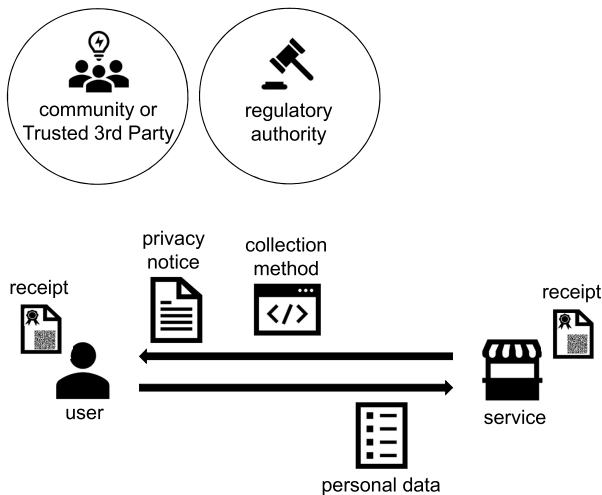 community or
Trusted 3rd Party
regulatory
authority
privacy
notice
collection
method
receipt
receipt
</>
user
service
personal data